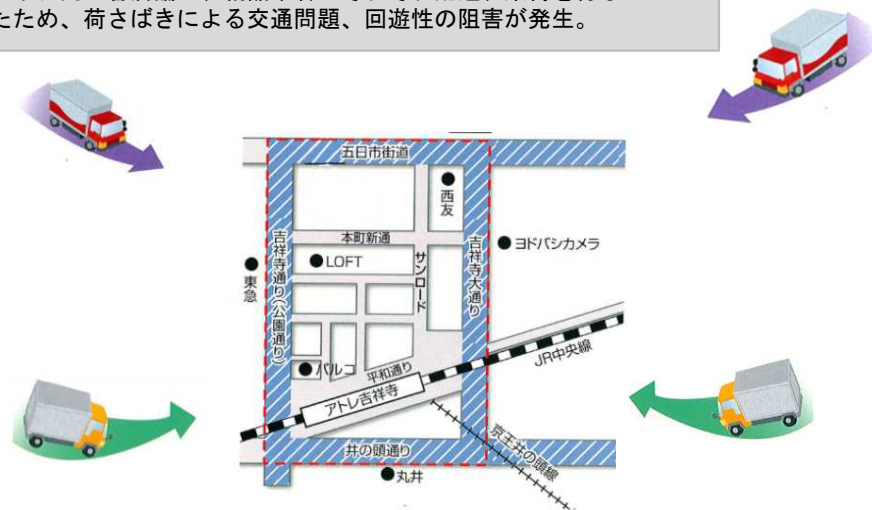 たため、荷さばきによる交通問題、回遊性の阻害が発生。
五日市街道
西友
本町新通
ヨドバシカメラ
吉祥寺通り(公園通り)
LOFT
サンロード
吉祥寺大通り
東急
JR中央線
パルコ
平和通り
アトレ吉祥寺
京王井の頭線
井の頭通り
丸井